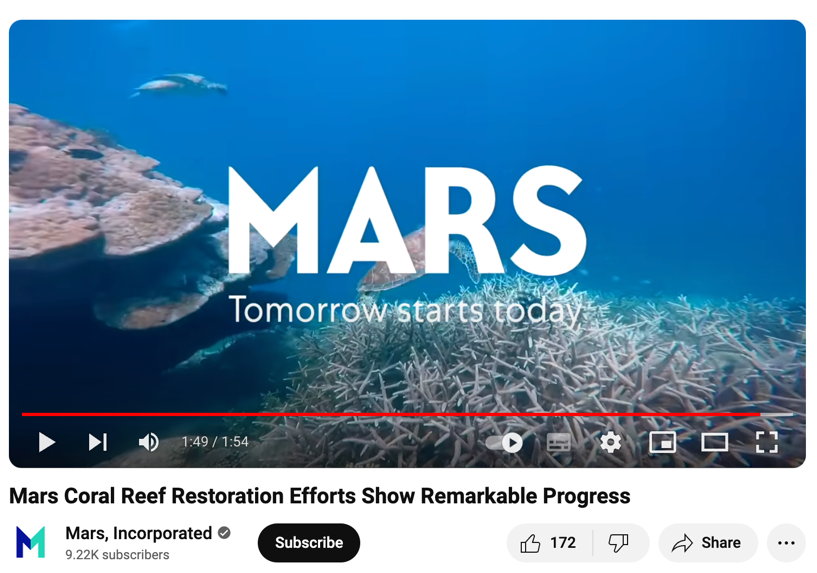 MARS
Tomorrow starts today
1:49 / 1:54
Mars Coral Reef Restoration Efforts Show Remarkable Progress
Mars, Incorporated
9.22K subscribers
Subscribe
172
Share